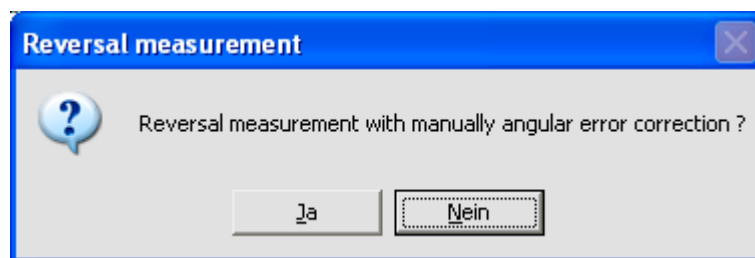 Reversal measurement
Reversal measurement with manually angular error correction ?
Ja
Nein